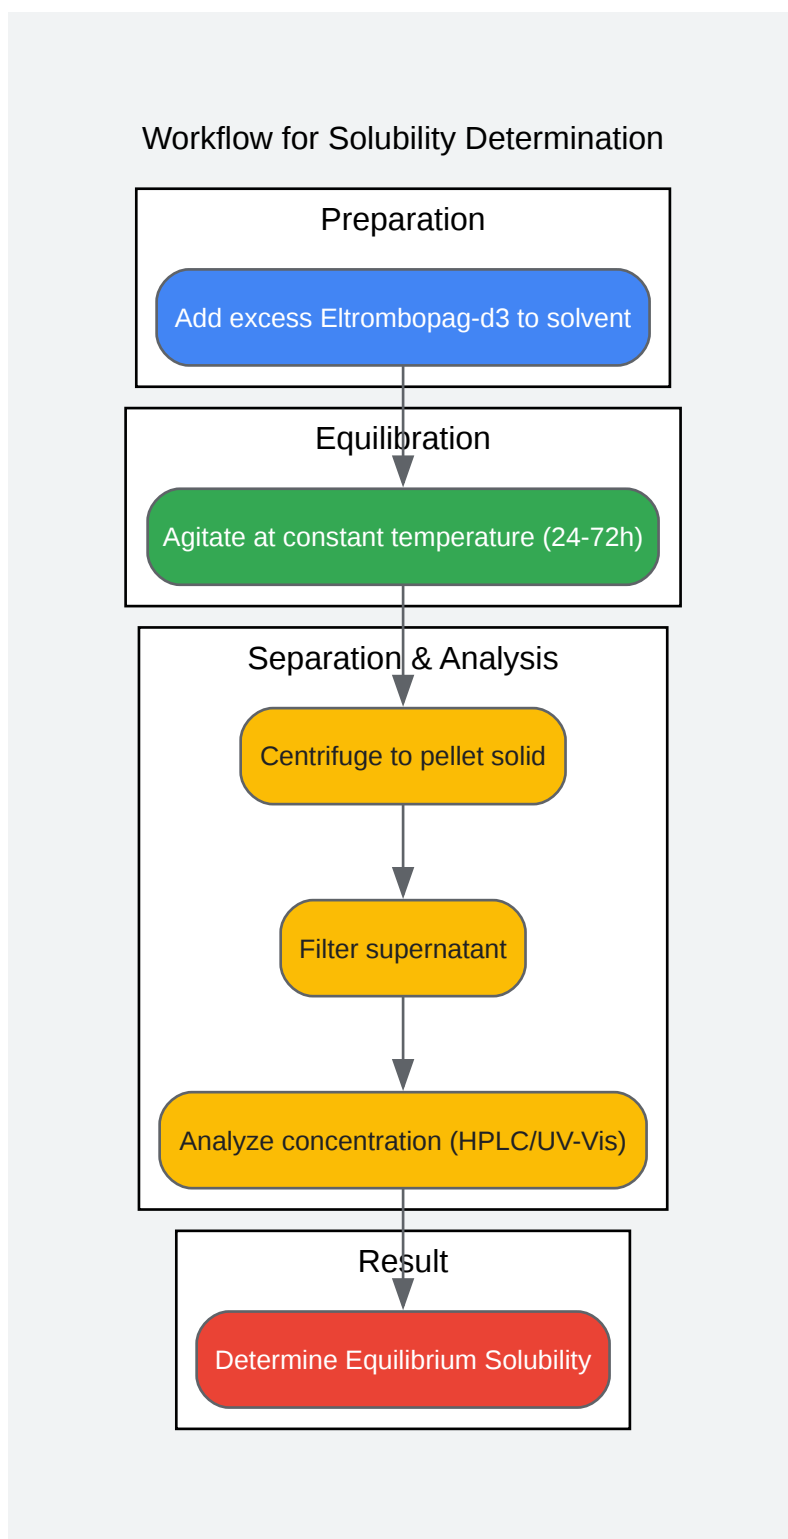 Workflow for Solubility Determination
Preparation
Add excess Eltrombopag-d3 to solvent
Equilibration
Agitate at constant temperature (24-72h)
Separation & Analysis
Centrifuge to pellet solid
Filter supernatant
Analyze concentration (HPLC/UV-Vis)
Result
Determine Equilibrium Solubility